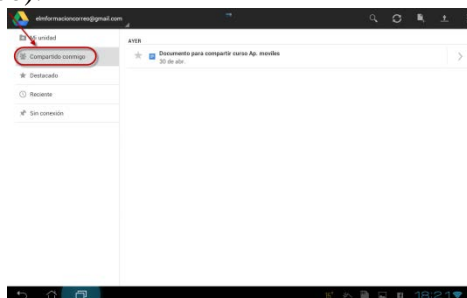 elinformacioncorreo@gmail.com
Mi unidad
AYER
Compartido conmigo
Documento para compartir curso Ap. moviles
30 de abr.
Destacado
Reciente
Sin conexión
18:21